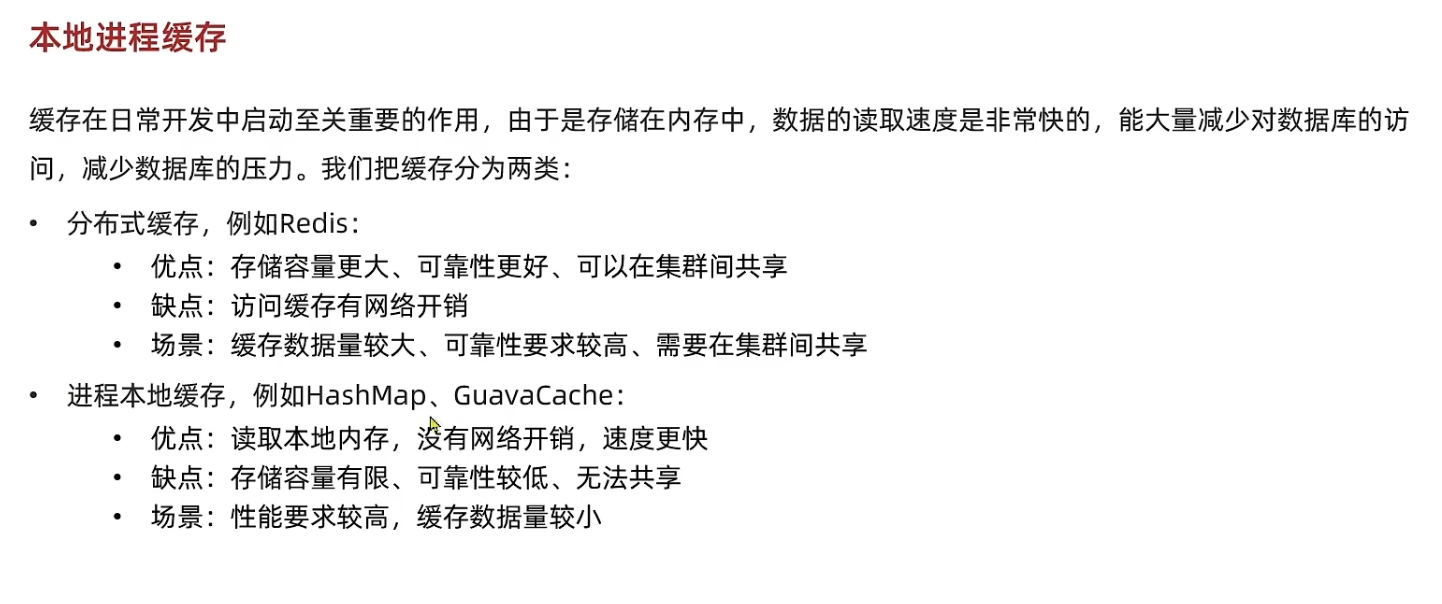 本地进程缓存
缓存在日常开发中启动至关重要的作用，由于是存储在内存中，数据的读取速度是非常快的，能大量减少对数据库的访
问，减少数据库的压力。我们把缓存分为两类：
• 分布式缓存，例如Redis：
• 优点：存储容量更大、可靠性更好、可以在集群间共享
• 缺点：访问缓存有网络开销
• 场景：缓存数据量较大、可靠性要求较高、需要在集群间共享
• 进程本地缓存，例如HashMap、GuavaCache：
• 优点：读取本地内存，没有网络开销，速度更快
• 缺点：存储容量有限、可靠性较低、无法共享
• 场景：性能要求较高，缓存数据量较小